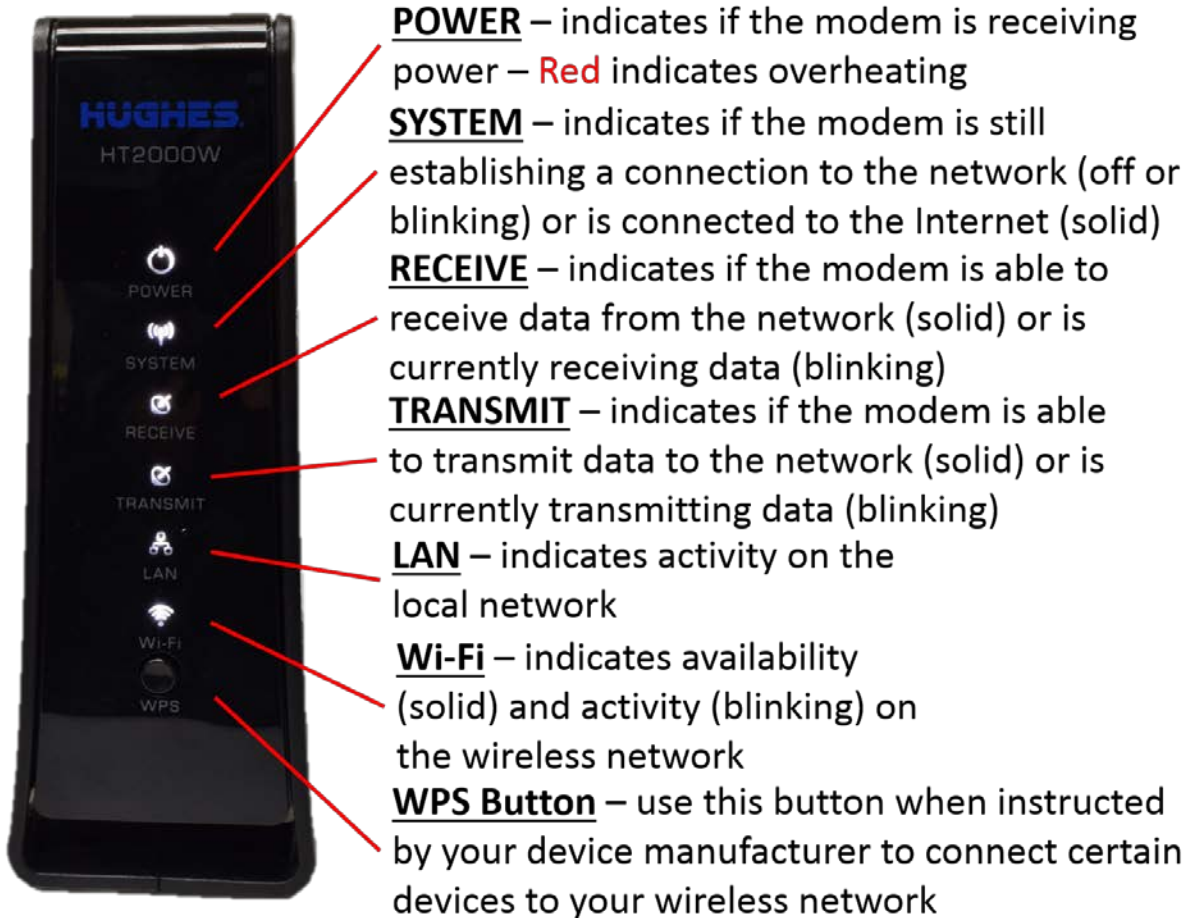 HUGHES.
HT2000W
POWER
SYSTEM
RECEIVE
TRANSMIT
LAN
Wi-Fi
WPS
POWER – indicates if the modem is receiving
power – Red indicates overheating
SYSTEM – indicates if the modem is still
establishing a connection to the network (off or
blinking) or is connected to the Internet (solid)
RECEIVE – indicates if the modem is able to
receive data from the network (solid) or is
currently receiving data (blinking)
TRANSMIT – indicates if the modem is able
to transmit data to the network (solid) or is
currently transmitting data (blinking)
LAN – indicates activity on the
local network
Wi-Fi – indicates availability
(solid) and activity (blinking) on
the wireless network
WPS Button – use this button when instructed
by your device manufacturer to connect certain
devices to your wireless network